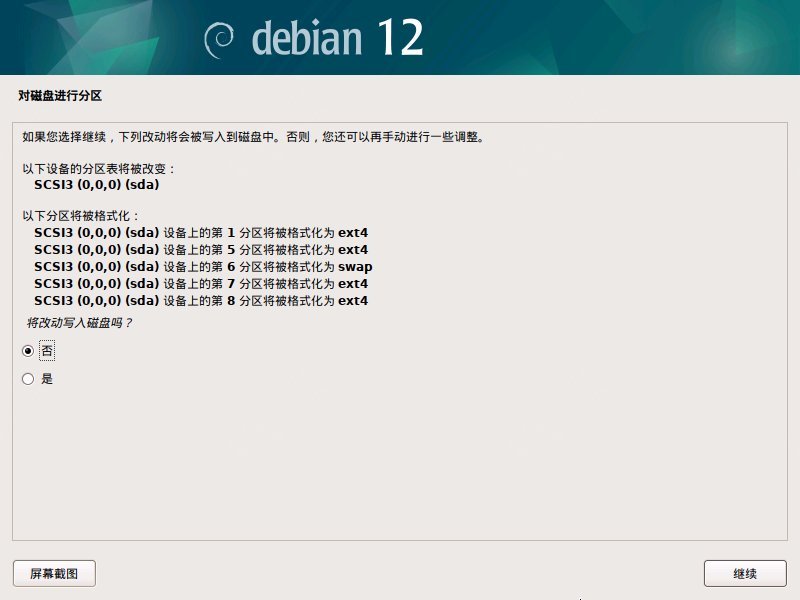 debian 12
对磁盘进行分区
如果您选择继续，下列改动将会被写入到磁盘中。否则，您还可以再手动进行一些调整。
以下设备的分区表将被改变：
SCSI3 (0,0,0) (sda)
以下分区将被格式化：
SCSI3 (0,0,0) (sda) 设备上的第 1 分区将被格式化为 ext4
SCSI3 (0,0,0) (sda) 设备上的第 5 分区将被格式化为 ext4
SCSI3 (0,0,0) (sda) 设备上的第 6 分区将被格式化为 swap
SCSI3 (0,0,0) (sda) 设备上的第 7 分区将被格式化为 ext4
SCSI3 (0,0,0) (sda) 设备上的第 8 分区将被格式化为 ext4
将改动写入磁盘吗？
否
是
屏幕截图
继续